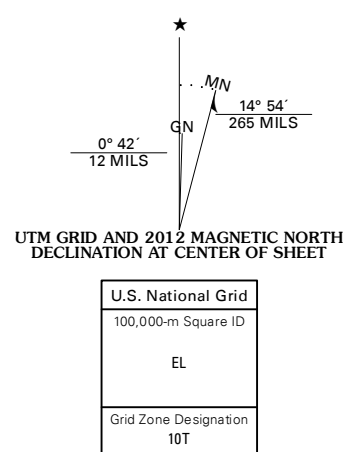 ★
MN
GN
14° 54´
265 MILS
0° 42´
12 MILS
UTM GRID AND 2012 MAGNETIC NORTH
DECLINATION AT CENTER OF SHEET
U.S. National Grid
100,000-m Square ID
EL
Grid Zone Designation
10T